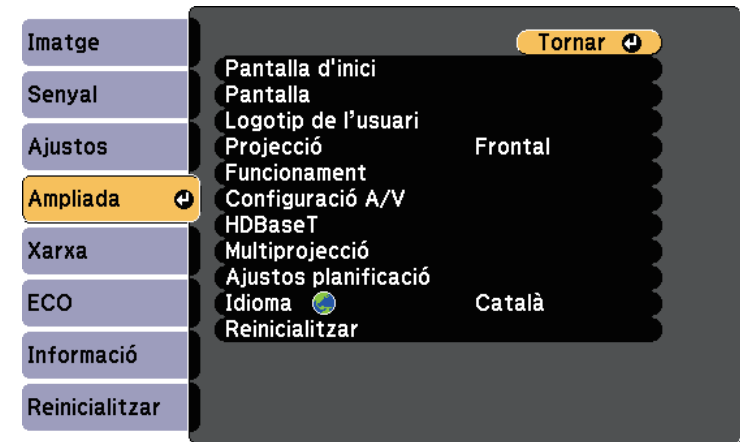 Imatge
Senyal
Ajustos
Ampliada
Xarxa
ECO
Informació
Reinicialitzar
Tornar
Pantalla d'inici
Pantalla
Logotip de l’usuari
Projecció Frontal
Funcionament
Configuració A/V
HDBaseT
Multiprojecció
Ajustos planificació
Idioma Català
Reinicialitzar